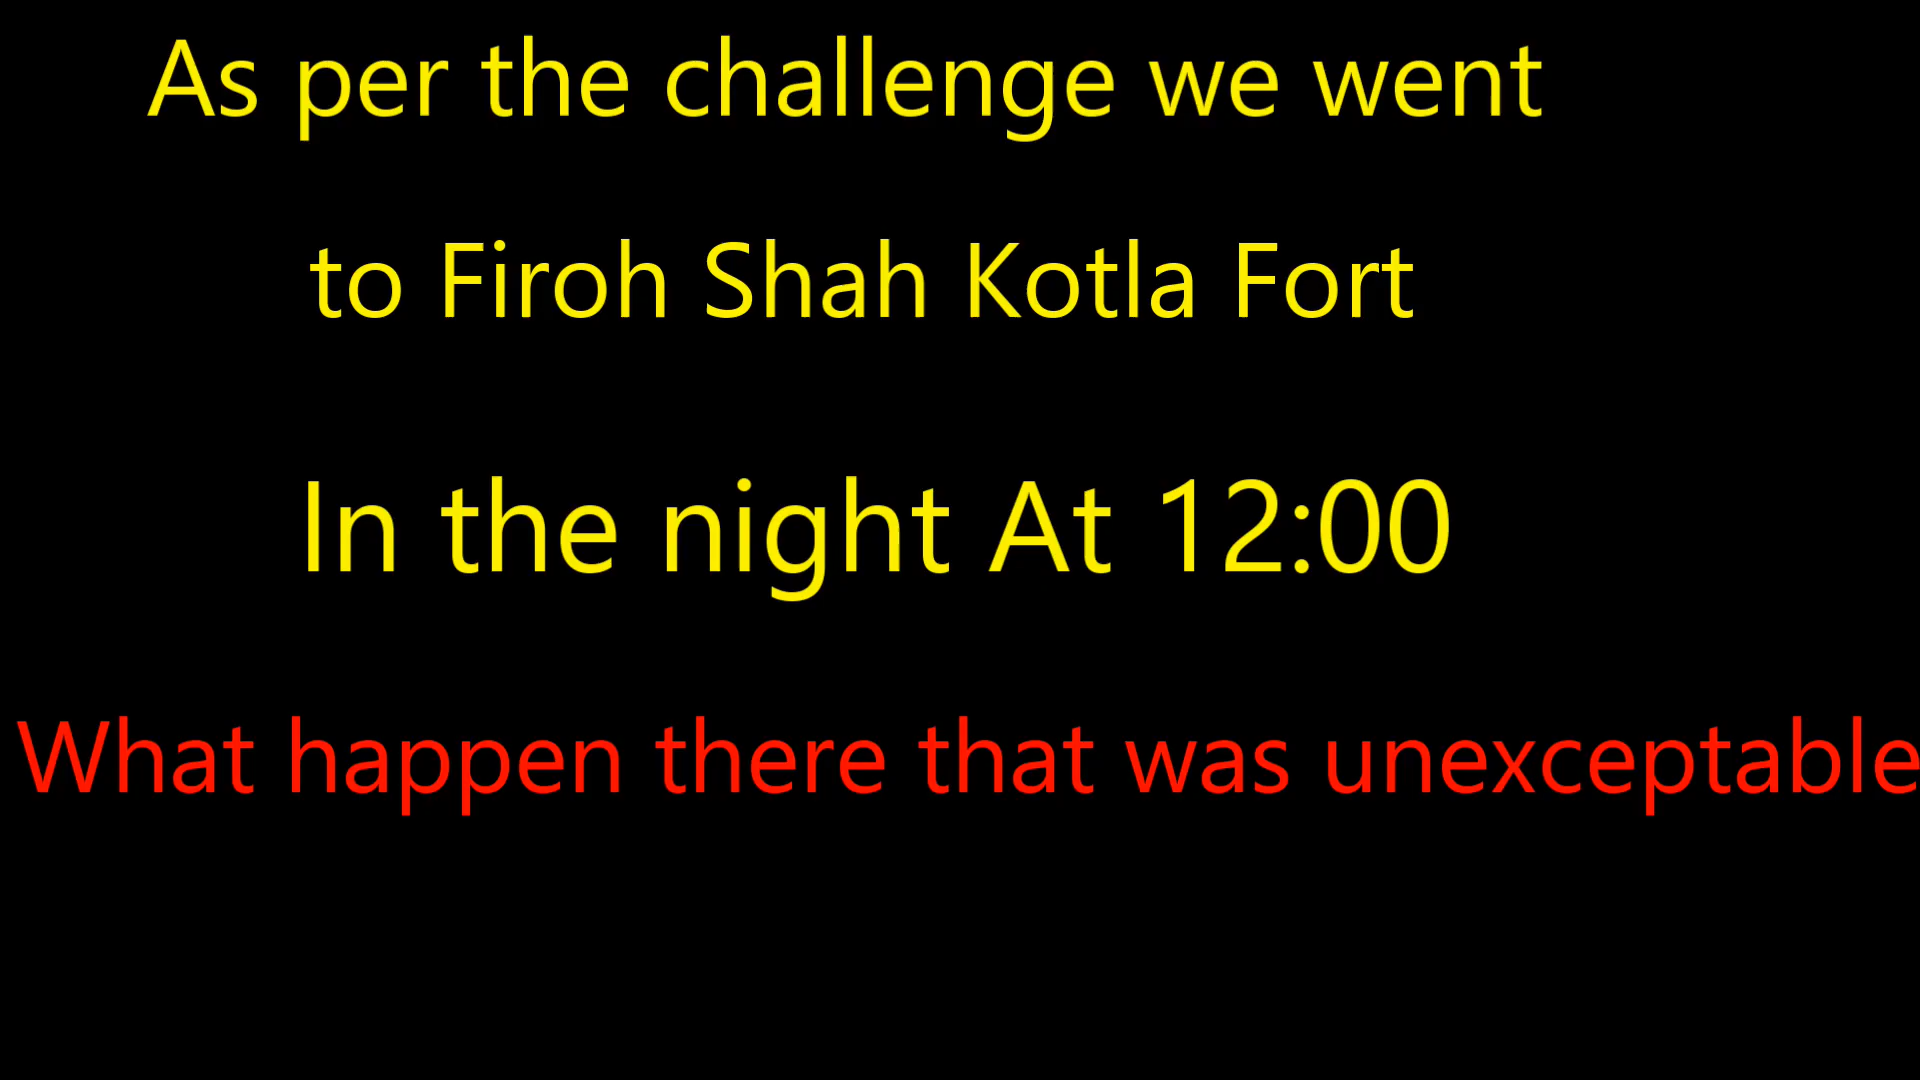 As per the challenge we went
to Firoh Shah Kotla Fort
In the night At 12:00
What happen there that was unexceptable